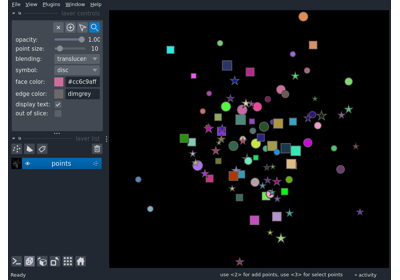 File View Plugins Window Help
layer controls
opacity: 1.00
point size: 10
blending: translucen
symbol: disc
face color: #cc6c9aff
edge color: dimgrey
display text:
out of slice:
layer list
points
Ready use <2> for add points, use <3> for select points activity